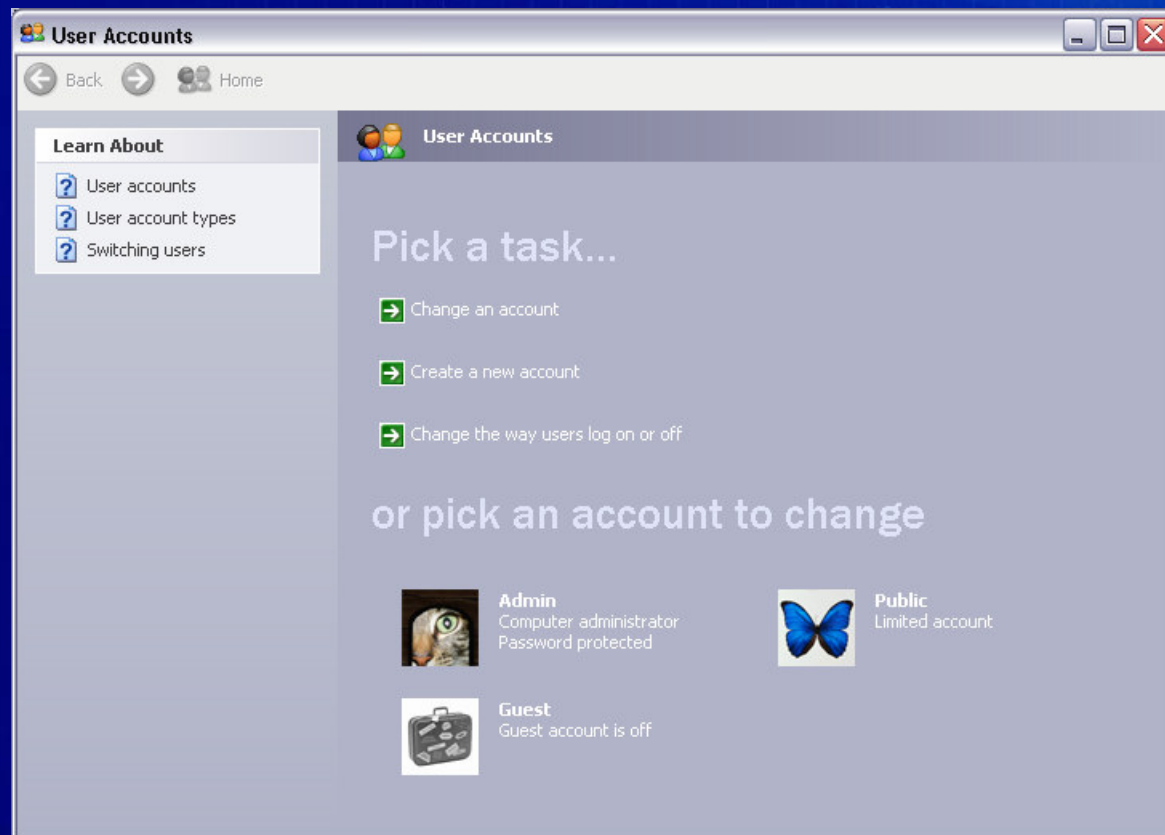 User Accounts
Back
Home
Learn About
User accounts
User account types
Switching users
User Accounts
Pick a task...
Change an account
Create a new account
Change the way users log on or off
or pick an account to change
Admin
Computer administrator
Password protected
Public
Limited account
Guest
Guest account is off